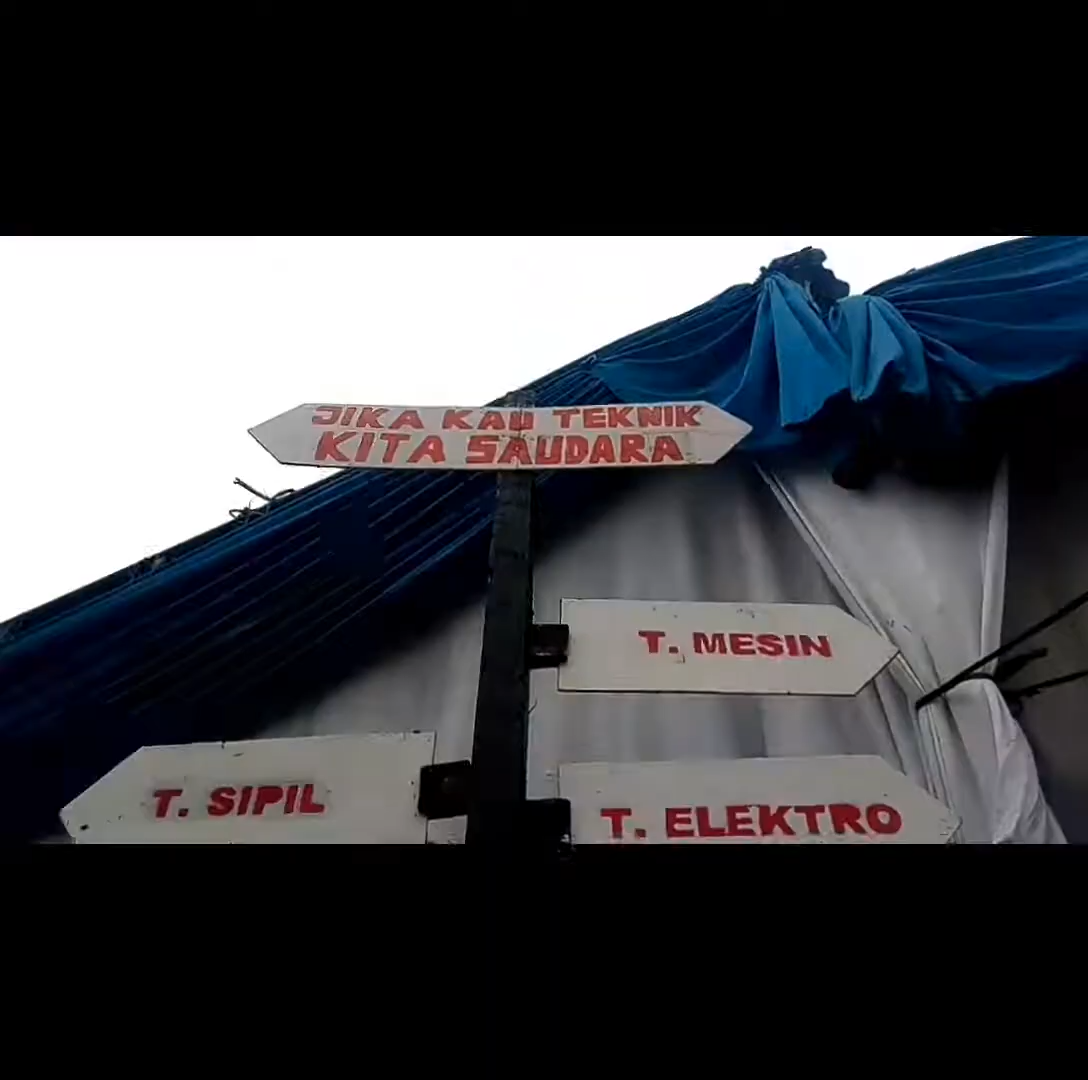 JIKA KAU TEKNIK
KITA SAUDARA
T. MESIN
T. SIPIL
T. ELEKTRO